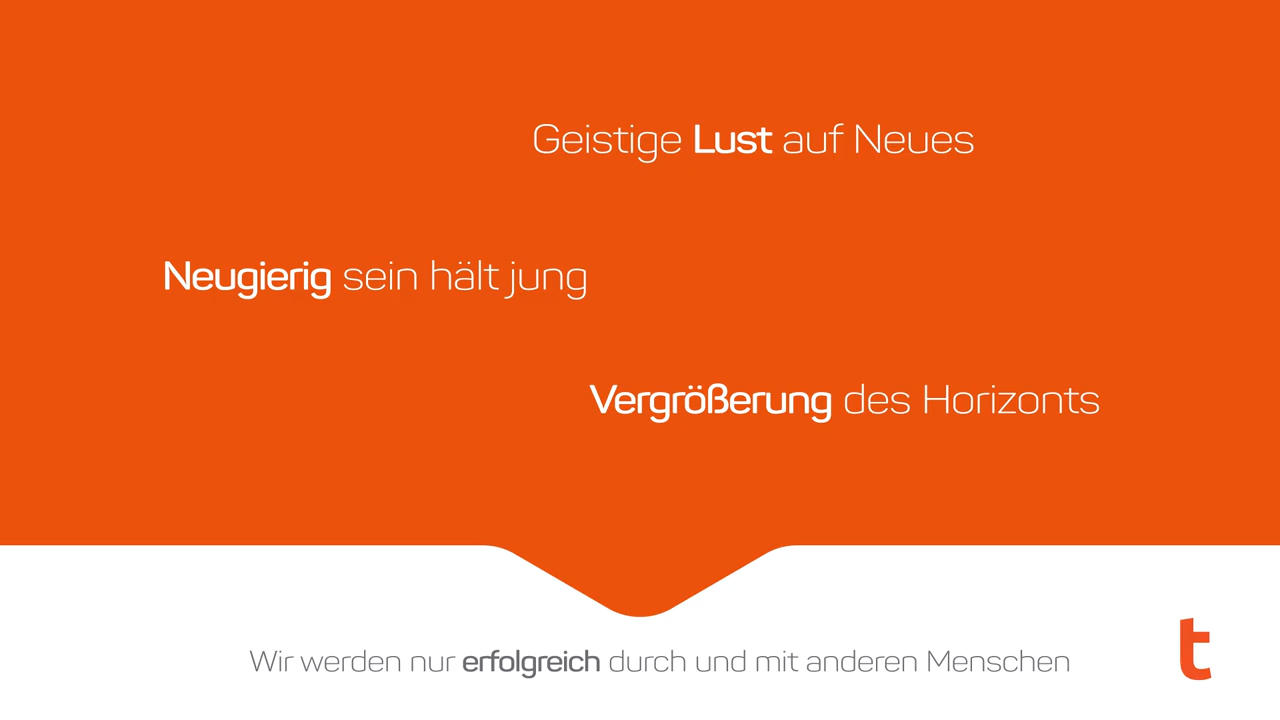 Geistige Lust auf Neues
Neugierig sein hält jung
Vergrößerung des Horizonts
Wir werden nur erfolgreich durch und mit anderen Menschen
t